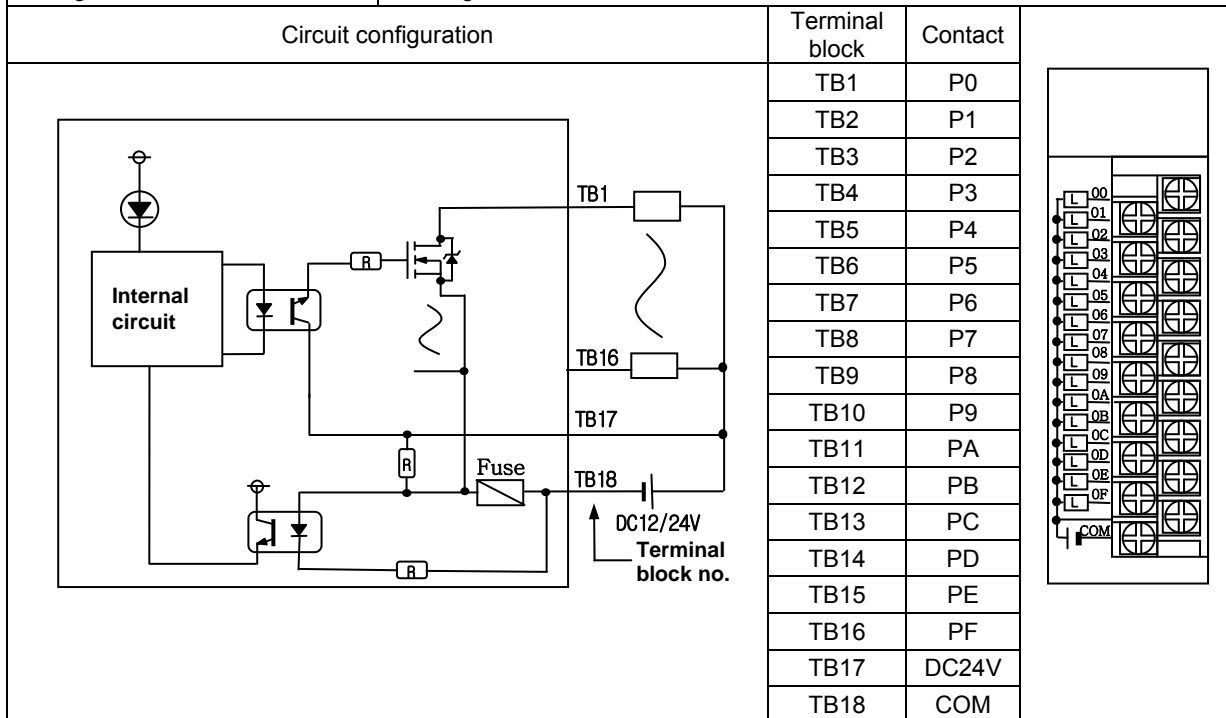 Circuit configuration
Terminal
block
Contact
TB1 P0
TB2 P1
TB3 P2
TB4 P3
TB5 P4
TB6 P5
TB7 P6
TB8 P7
TB9 P8
TB10 P9
TB11 PA
TB12 PB
TB13 PC
TB14 PD
TB15 PE
TB16 PF
TB17 DC24V
TB18 COM
Internal
circuit
R
R
R
Fuse
TB1
TB16
TB17
TB18
DC12/24V
Terminal
block no.
L 00
L 01
L 02
L 03
L 04
L 05
L 06
L 07
L 08
L 09
L 0A
L 0B
L 0C
L 0D
L 0E
L 0F
COM